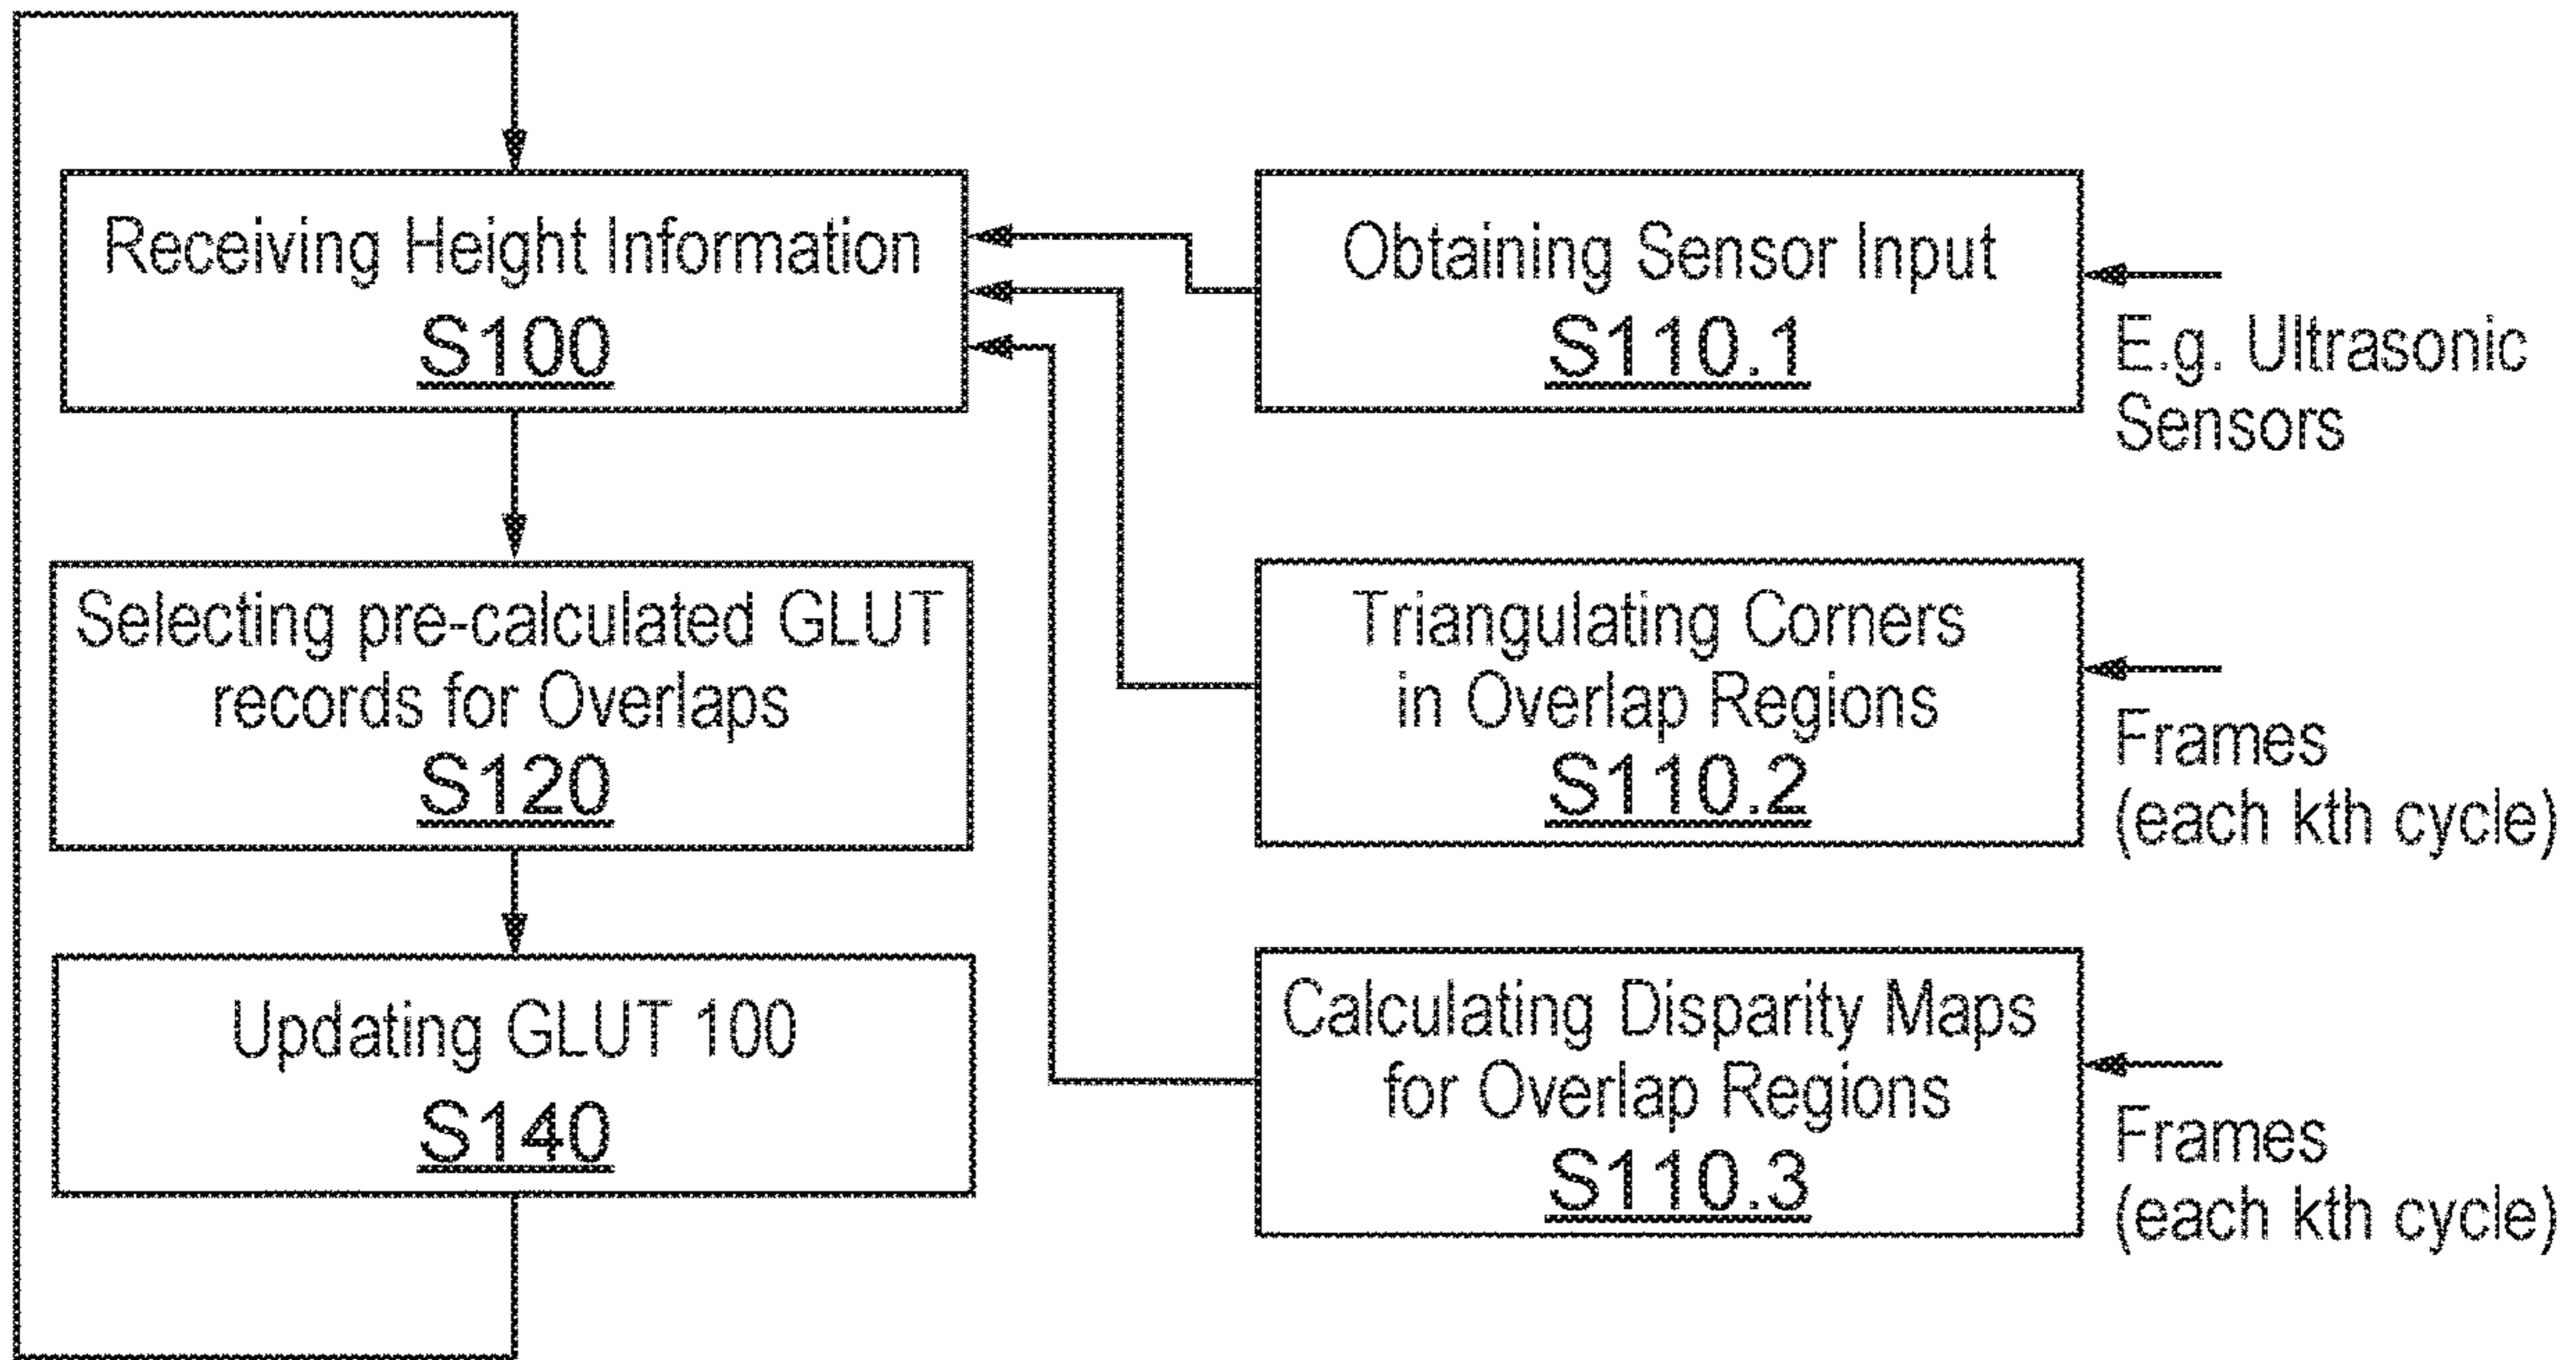 Receiving Height Information
S100
Selecting pre-calculated GLUT
records for Overlaps
S120
Updating GLUT 100
S140
Obtaining Sensor Input
S110.1
E.g. Ultrasonic
Sensors
Triangulating Corners
in Overlap Regions
S110.2
Frames
(each kth cycle)
Calculating Disparity Maps
for Overlap Regions
S110.3
Frames
(each kth cycle)